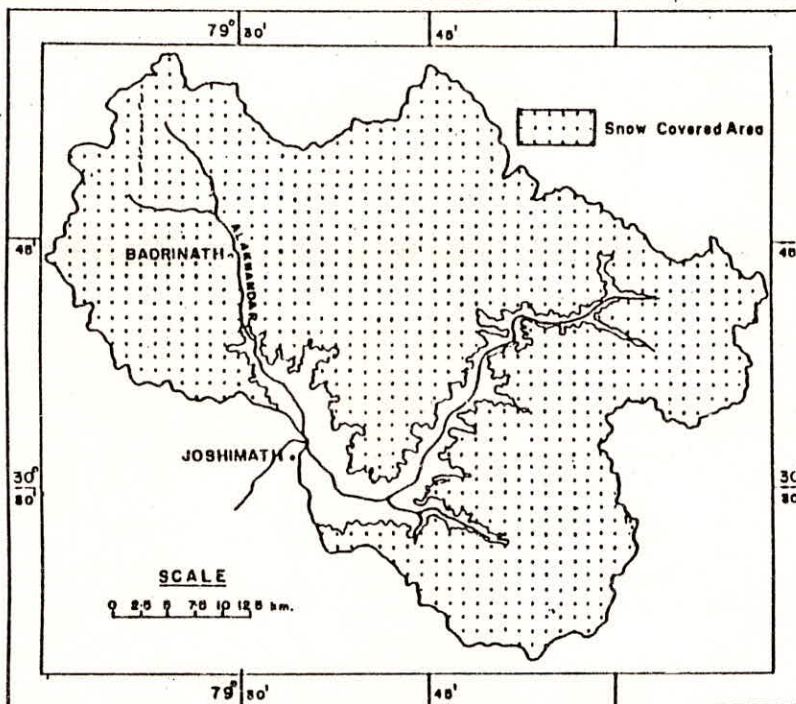 79° 30' 45'
Snow Covered Area
45' 45'
BADRINATH
ALAKNANDA R.
JOSHIMATH
30° 30' 30° 30'
SCALE
0 2.5 5 7.5 10 12.5 km.
79° 30' 45'